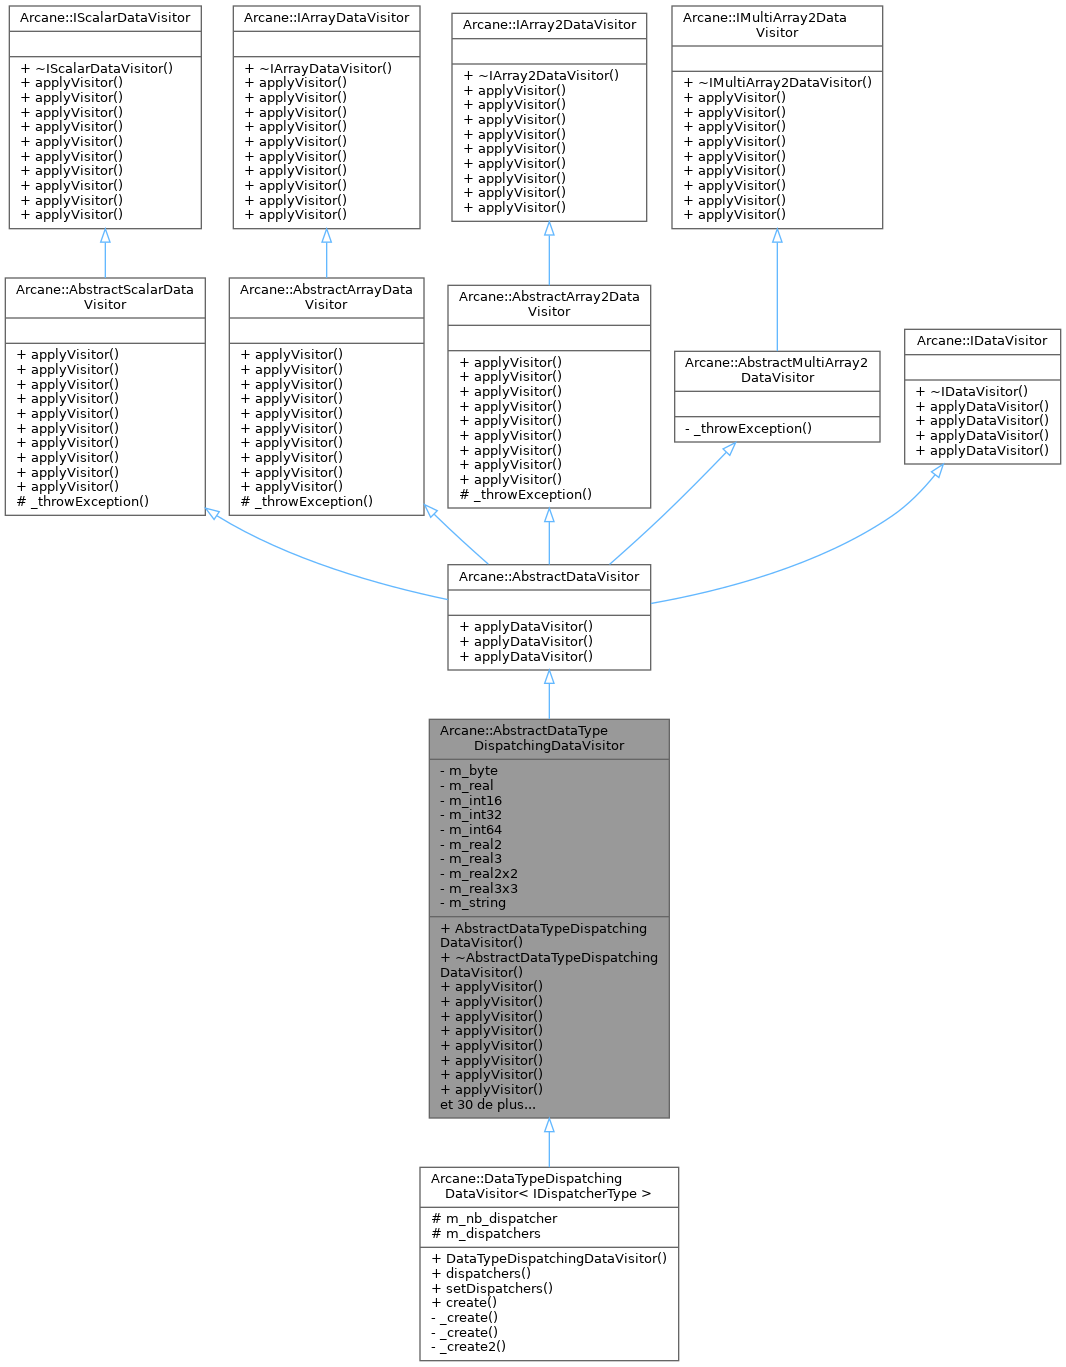 Arcane::IScalarDataVisitor
+ ~IScalarDataVisitor()
+ applyVisitor()
+ applyVisitor()
+ applyVisitor()
+ applyVisitor()
+ applyVisitor()
+ applyVisitor()
+ applyVisitor()
+ applyVisitor()
+ applyVisitor()
+ applyVisitor()
Arcane::IArrayDataVisitor
+ ~IArrayDataVisitor()
+ applyVisitor()
+ applyVisitor()
+ applyVisitor()
+ applyVisitor()
+ applyVisitor()
+ applyVisitor()
+ applyVisitor()
+ applyVisitor()
+ applyVisitor()
+ applyVisitor()
Arcane::IArray2DataVisitor
+ ~IArray2DataVisitor()
+ applyVisitor()
+ applyVisitor()
+ applyVisitor()
+ applyVisitor()
+ applyVisitor()
+ applyVisitor()
+ applyVisitor()
+ applyVisitor()
+ applyVisitor()
Arcane::IMultiArray2Data
Visitor
+ ~IMultiArray2DataVisitor()
+ applyVisitor()
+ applyVisitor()
+ applyVisitor()
+ applyVisitor()
+ applyVisitor()
+ applyVisitor()
+ applyVisitor()
+ applyVisitor()
+ applyVisitor()
Arcane::AbstractScalarData
Visitor
+ applyVisitor()
+ applyVisitor()
+ applyVisitor()
+ applyVisitor()
+ applyVisitor()
+ applyVisitor()
+ applyVisitor()
+ applyVisitor()
+ applyVisitor()
+ applyVisitor()
# _throwException()
Arcane::AbstractArrayData
Visitor
+ applyVisitor()
+ applyVisitor()
+ applyVisitor()
+ applyVisitor()
+ applyVisitor()
+ applyVisitor()
+ applyVisitor()
+ applyVisitor()
+ applyVisitor()
+ applyVisitor()
# _throwException()
Arcane::AbstractArray2Data
Visitor
+ applyVisitor()
+ applyVisitor()
+ applyVisitor()
+ applyVisitor()
+ applyVisitor()
+ applyVisitor()
+ applyVisitor()
+ applyVisitor()
+ applyVisitor()
# _throwException()
Arcane::AbstractMultiArray2
DataVisitor
- _throwException()
Arcane::IDataVisitor
+ ~IDataVisitor()
+ applyDataVisitor()
+ applyDataVisitor()
+ applyDataVisitor()
+ applyDataVisitor()
Arcane::AbstractDataVisitor
+ applyDataVisitor()
+ applyDataVisitor()
+ applyDataVisitor()
Arcane::AbstractDataType
DispatchingDataVisitor
- m_byte
- m_real
- m_int16
- m_int32
- m_int64
- m_real2
- m_real3
- m_real2x2
- m_real3x3
- m_string
+ AbstractDataTypeDispatching
DataVisitor()
+ ~AbstractDataTypeDispatching
DataVisitor()
+ applyVisitor()
+ applyVisitor()
+ applyVisitor()
+ applyVisitor()
+ applyVisitor()
+ applyVisitor()
+ applyVisitor()
+ applyVisitor()
et 30 de plus...
Arcane::DataTypeDispatching
DataVisitor< IDispatcherType >
# m_nb_dispatcher
# m_dispatchers
+ DataTypeDispatchingDataVisitor()
+ dispatchers()
+ setDispatchers()
+ create()
- _create()
- _create()
- _create2()